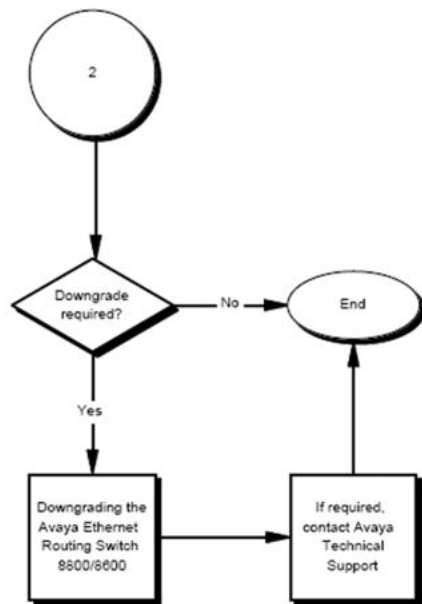 2
Downgrade
required?
No
End
Yes
Downgrading the
Avaya Ethernet
Routing Switch
8800/8600
If required,
contact Avaya
Technical
Support